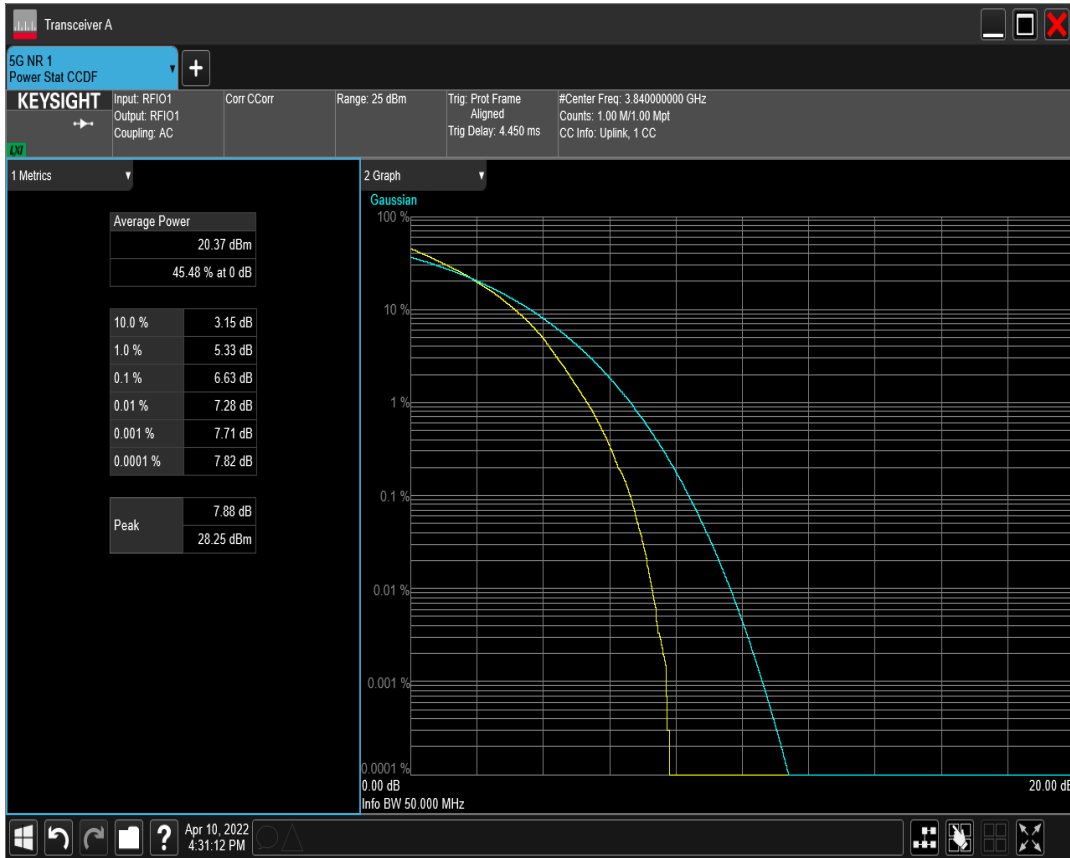 Transceiver A
5G NR 1
Power Stat CCDF
KEYSIGHT
LXI
Input: RFIO1
Output: RFIO1
Coupling: AC
Corr CCorr
Range: 25 dBm
Trig: Prot Frame
Aligned
Trig Delay: 4.450 ms
#Center Freq: 3.840000000 GHz
Counts: 1.00 M/1.00 Mpt
CC Info: Uplink, 1 CC
1 Metrics
Average Power
20.37 dBm
45.48 % at 0 dB
10.0 % 3.15 dB
1.0 % 5.33 dB
0.1 % 6.63 dB
0.01 % 7.28 dB
0.001 % 7.71 dB
0.0001 % 7.82 dB
Peak
7.88 dB
28.25 dBm
2 Graph
Gaussian
100 %
10 %
1 %
0.1 %
0.01 %
0.001 %
0.0001 %
0.00 dB 20.00 dB
Info BW 50.000 MHz
Apr 10, 2022
4:31:12 PM